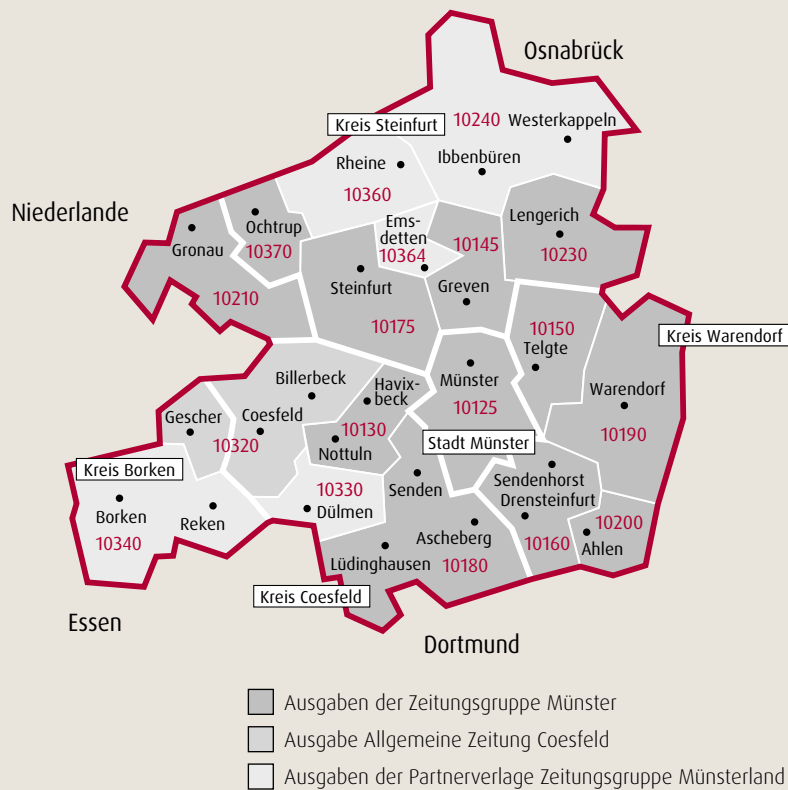 Osnabrück
10240
Westerkappeln
Kreis Steinfurt
Ibbenbüren
Rheine
10360
Niederlande
Ochtrup
10370
Gronau
10210
Ems-
detten
10364
10145
Lengerich
10230
Steinfurt
Greven
10175
10150
Telgte
Kreis Warendorf
Billerbeck
Havix-
beck
Münster
10125
Warendorf
10190
Gescher
Coesfeld
10320
10130
Nottuln
Stadt Münster
Kreis Borken
10330
Dülmen
Senden
Sendenhorst
Drensteinfurt
Borken
Reken
10340
Ascheberg
10180
Lüdinghausen
10160
10200
Ahlen
Kreis Coesfeld
Essen
Dortmund
Ausgaben der Zeitungsgruppe Münster
Ausgabe Allgemeine Zeitung Coesfeld
Ausgaben der Partnerverlage Zeitungsgruppe Münsterland